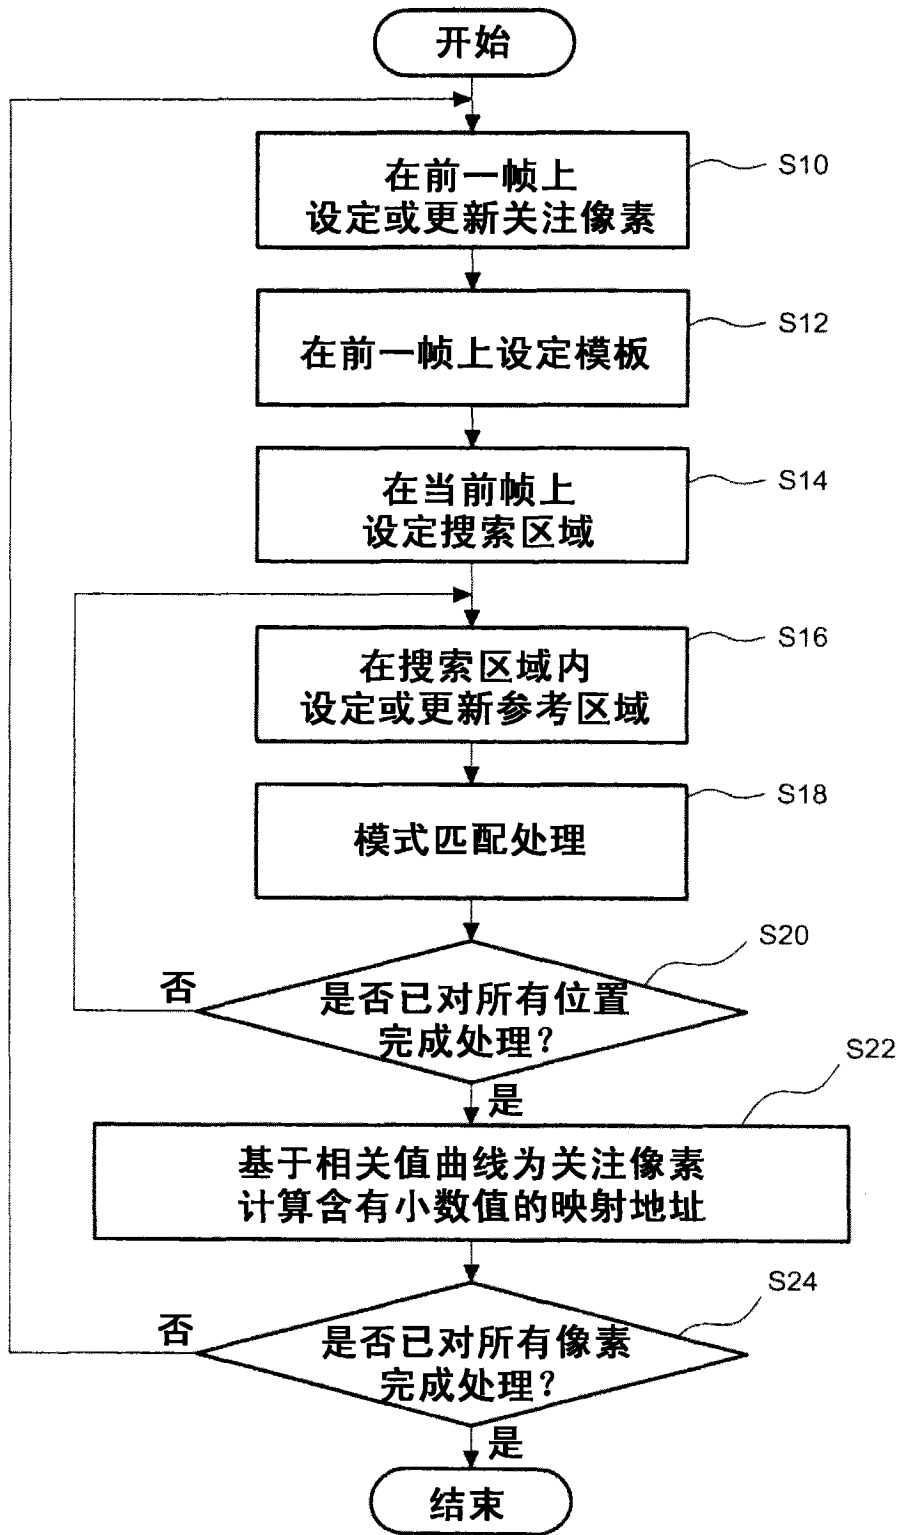 开始
S10
在前一帧上
设定或更新关注像素
S12
在前一帧上设定模板
S14
在当前帧上
设定搜索区域
S16
在搜索区域内
设定或更新参考区域
S18
模式匹配处理
S20
否
是否已对所有位置
完成处理？
是
S22
基于相关值曲线为关注像素
计算含有小数值的映射地址
S24
否
是否已对所有像素
完成处理？
是
结束